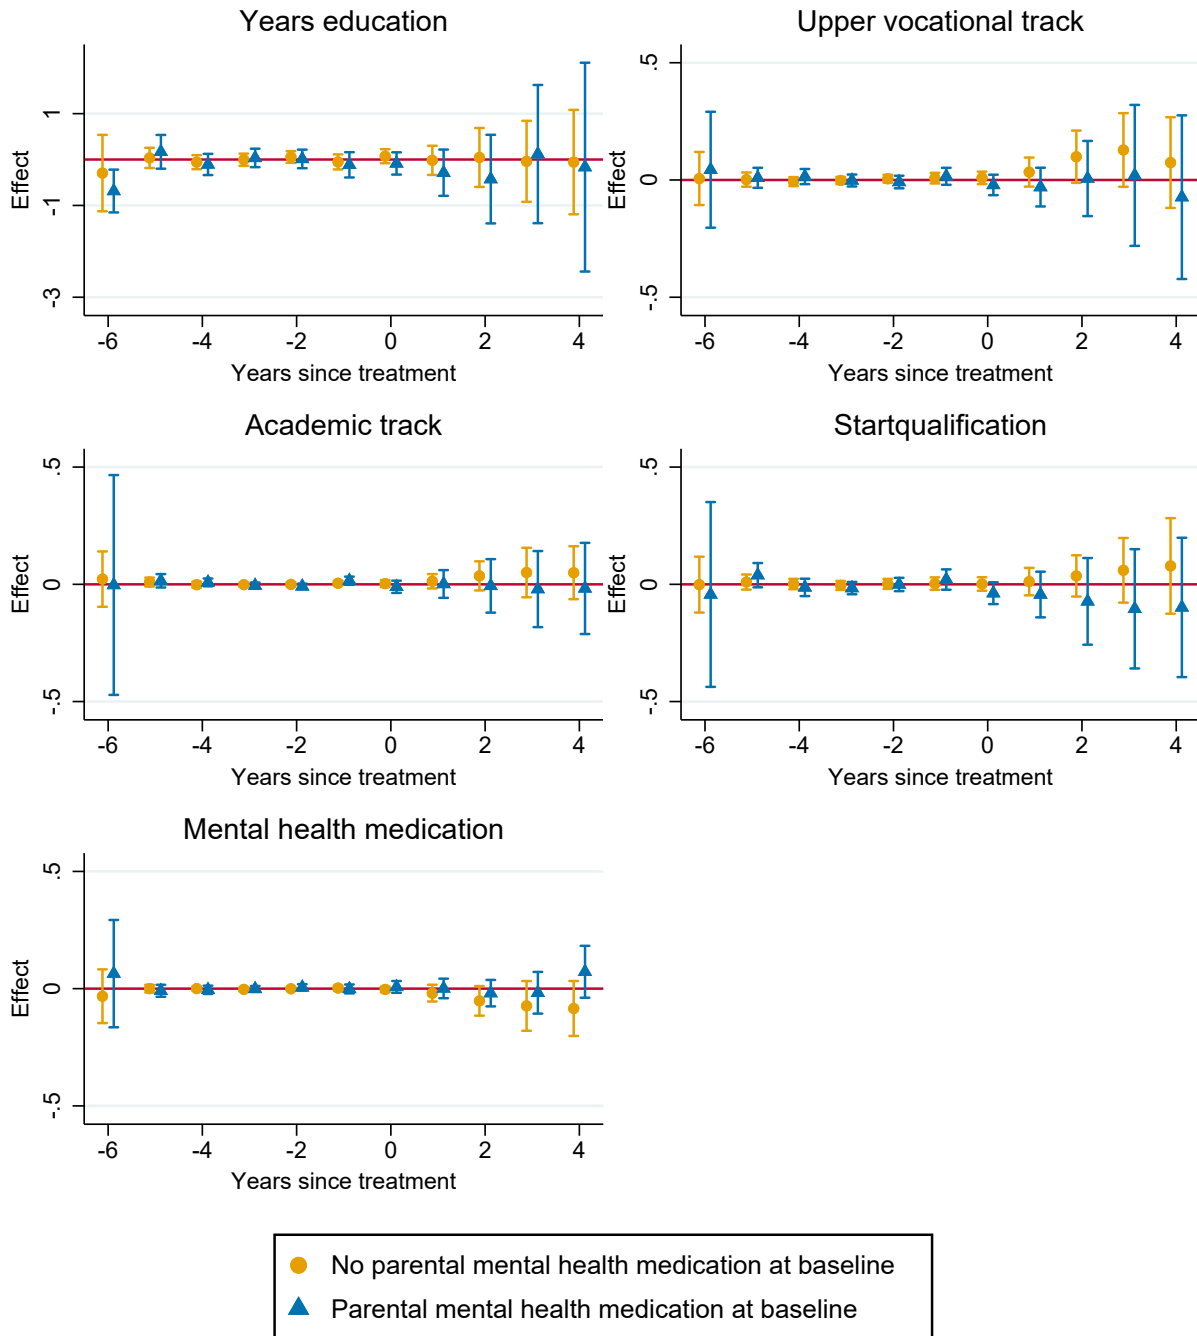 Years education
Effect
1
-1
-3
-6 -4 -2 0 2 4
Years since treatment
Upper vocational track
Effect
.5
0
-.5
-6 -4 -2 0 2 4
Years since treatment
Academic track
Effect
.5
0
-.5
-6 -4 -2 0 2 4
Years since treatment
Startqualification
Effect
.5
0
-.5
-6 -4 -2 0 2 4
Years since treatment
Mental health medication
Effect
.5
0
-.5
-6 -4 -2 0 2 4
Years since treatment
No parental mental health medication at baseline
Parental mental health medication at baseline